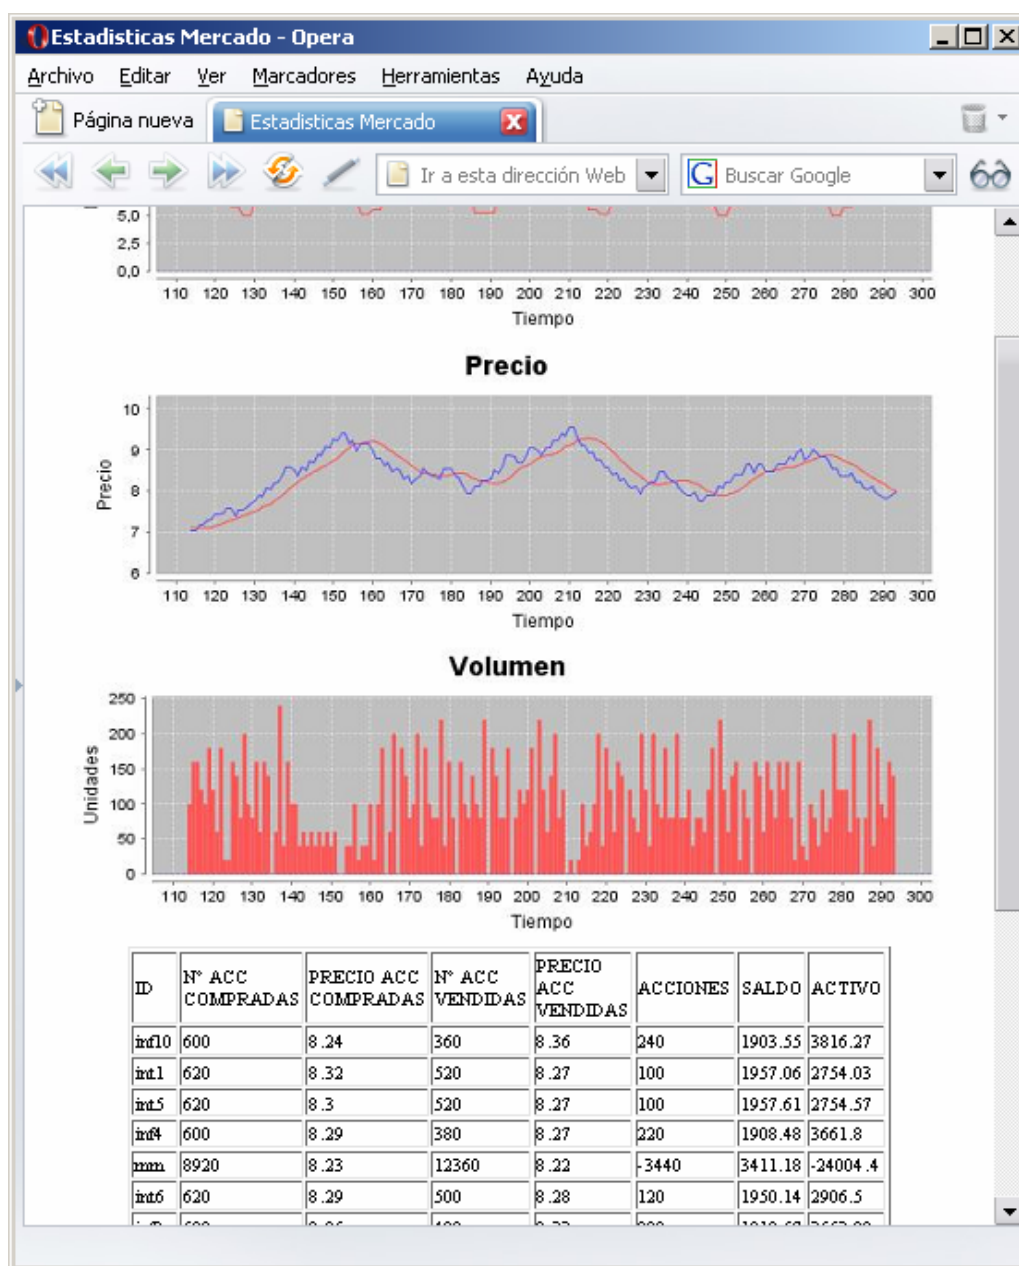 Estadisticas Mercado - Opera
Archivo Editar Ver Marcadores Herramientas Ayuda
Página nueva Estadisticas Mercado
Ir a esta dirección Web G Buscar Google
5,0
2,5
0,0
110 120 130 140 150 160 170 180 190 200 210 220 230 240 250 260 270 280 290 300
Tiempo
Precio
10
9
8
7
6
Precio
110 120 130 140 150 160 170 180 190 200 210 220 230 240 250 260 270 280 290 300
Tiempo
Volumen
250
200
150
100
50
0
Unidades
110 120 130 140 150 160 170 180 190 200 210 220 230 240 250 260 270 280 290 300
Tiempo
ID Nº ACC COMPRADAS PRECIO ACC COMPRADAS Nº ACC VENDIDAS PRECIO ACC VENDIDAS ACCIONES SALDO ACTIVO
inf10 600 8.24 360 8.36 240 1903.55 3816.27
int1 620 8.32 520 8.27 100 1957.06 2754.03
int5 620 8.3 520 8.27 100 1957.61 2754.57
inf4 600 8.29 380 8.27 220 1908.48 3661.8
mm 8920 8.23 12360 8.22 -3440 3411.18 -24004.4
int6 620 8.29 500 8.28 120 1950.14 2906.5